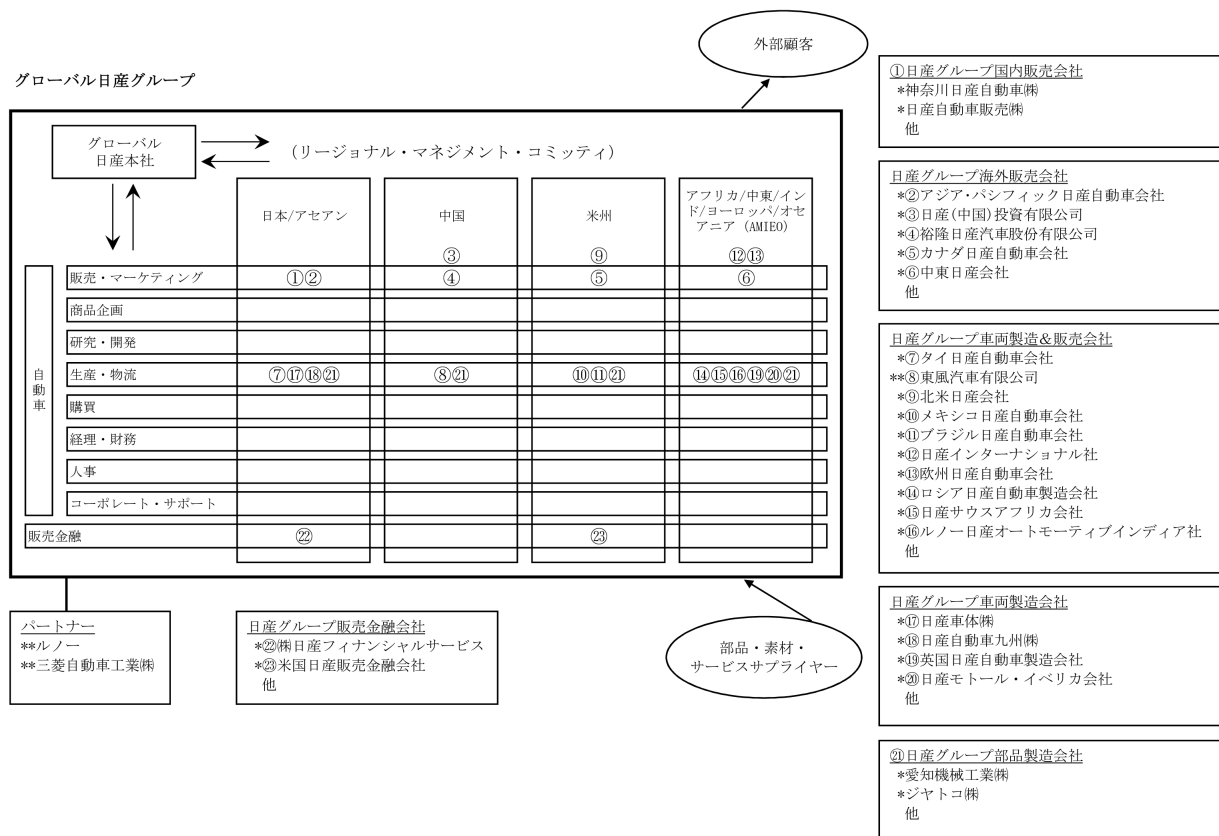 外部顧客
グローバル日産グループ
グローバル
日産本社
(リージョナル・マネジメント・コミッティ)
日本/アセアン
中国
米州
アフリカ/中東/イン
ド/ヨーロッパ/オセ
アニア (AMIEO)
③
⑨
⑫⑬
自動車
販売・マーケティング
①②
④
⑤
⑥
商品企画
研究・開発
生産・物流
⑦⑰⑱㉑
⑧㉑
⑩⑪㉑
⑭⑮⑯⑲⑳㉑
購買
経理・財務
人事
コーポレート・サポート
販売金融
㉒
㉓
パートナー
**ルノー
**三菱自動車工業㈱
日産グループ販売金融会社
*㉒㈱日産フィナンシャルサービス
*㉓米国日産販売金融会社
他
部品・素材・
サービスサプライヤー
①日産グループ国内販売会社
*神奈川日産自動車㈱
*日産自動車販売㈱
他
日産グループ海外販売会社
*②アジア・パシフィック日産自動車会社
*③日産(中国)投資有限公司
*④裕隆日産汽車股份有限公司
*⑤カナダ日産自動車会社
*⑥中東日産会社
他
日産グループ車両製造&販売会社
*⑦タイ日産自動車会社
**⑧東風汽車有限公司
*⑨北米日産会社
*⑩メキシコ日産自動車会社
*⑪ブラジル日産自動車会社
*⑫日産インターナショナル社
*⑬欧州日産自動車会社
*⑭ロシア日産自動車製造会社
*⑮日産サウスアフリカ会社
*⑯ルノー日産オートモーティブインディア社
他
日産グループ車両製造会社
*⑰日産車体㈱
*⑱日産自動車九州㈱
*⑲英国日産自動車製造会社
*⑳日産モトール・イベリカ会社
他
㉑日産グループ部品製造会社
*愛知機械工業㈱
*ジヤトコ㈱
他